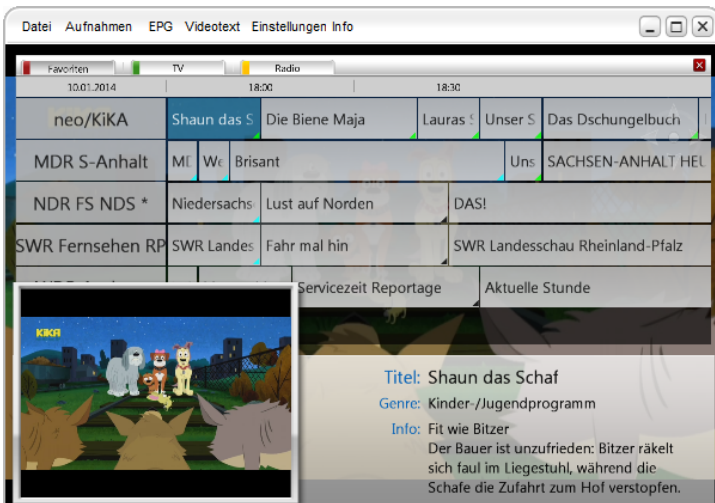 Datei Aufnahmen EPG Videotext Einstellungen Info
Favoriten TV Radio
10.01.2014 18:00 18:30
neo/KiKA Shaun das S Die Biene Maja Lauras S Unser S Das Dschungelbuch
MDR S-Anhalt MD We Brisant Uns SACHSEN-ANHALT HEU
NDR FS NDS * Niedersachs Lust auf Norden DAS!
SWR Fernsehen RP SWR Landes Fahr mal hin SWR Landesschau Rheinland-Pfalz
Servicezeit Reportage Aktuelle Stunde
KiKA
Titel: Shaun das Schaf
Genre: Kinder-/Jugendprogramm
Info: Fit wie Bitzer
Der Bauer ist unzufrieden: Bitzer räkelt
sich faul im Liegestuhl, während die
Schafe die Zufahrt zum Hof verstopfen.